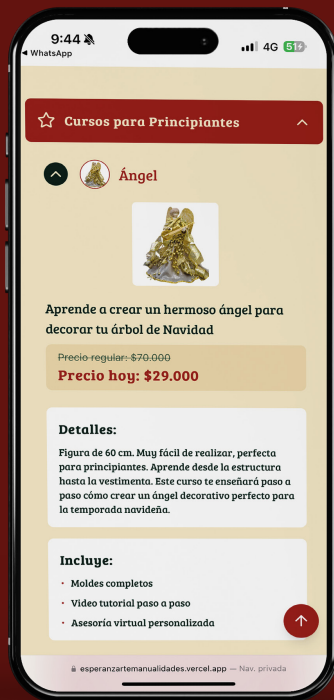 9:44
4G 51+
◀ WhatsApp
Cursos para Principiantes
Ángel
Aprende a crear un hermoso ángel para
decorar tu árbol de Navidad
Precio regular: $70.000
Precio hoy: $29.000
Detalles:
Figura de 60 cm. Muy fácil de realizar, perfecta
para principiantes. Aprende desde la estructura
hasta la vestimenta. Este curso te enseñará paso a
paso cómo crear un ángel decorativo perfecto para
la temporada navideña.
Incluye:
• Moldes completos
• Video tutorial paso a paso
• Asesoría virtual personalizada
esperanzartemanualidades.vercel.app — Nav. privada